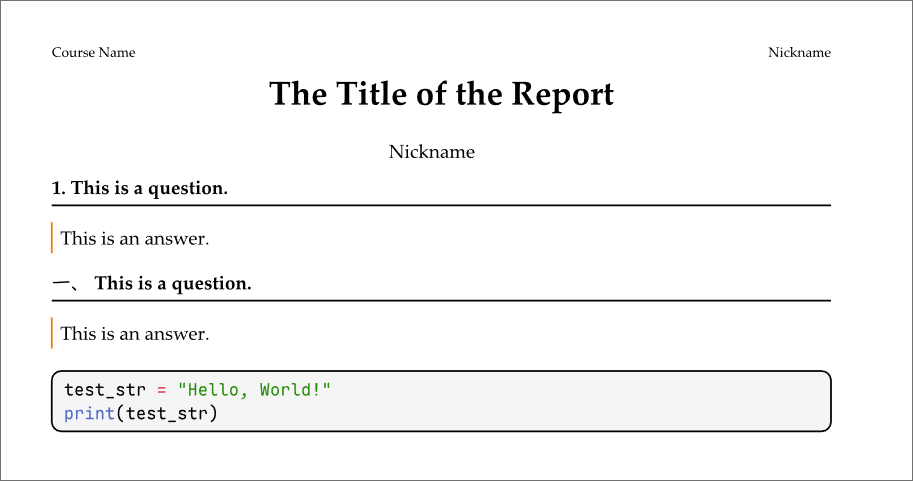 Course Name
Nickname
The Title of the Report
Nickname
1. This is a question.
This is an answer.
一、 This is a question.
This is an answer.
test_str = "Hello, World!"
print(test_str)